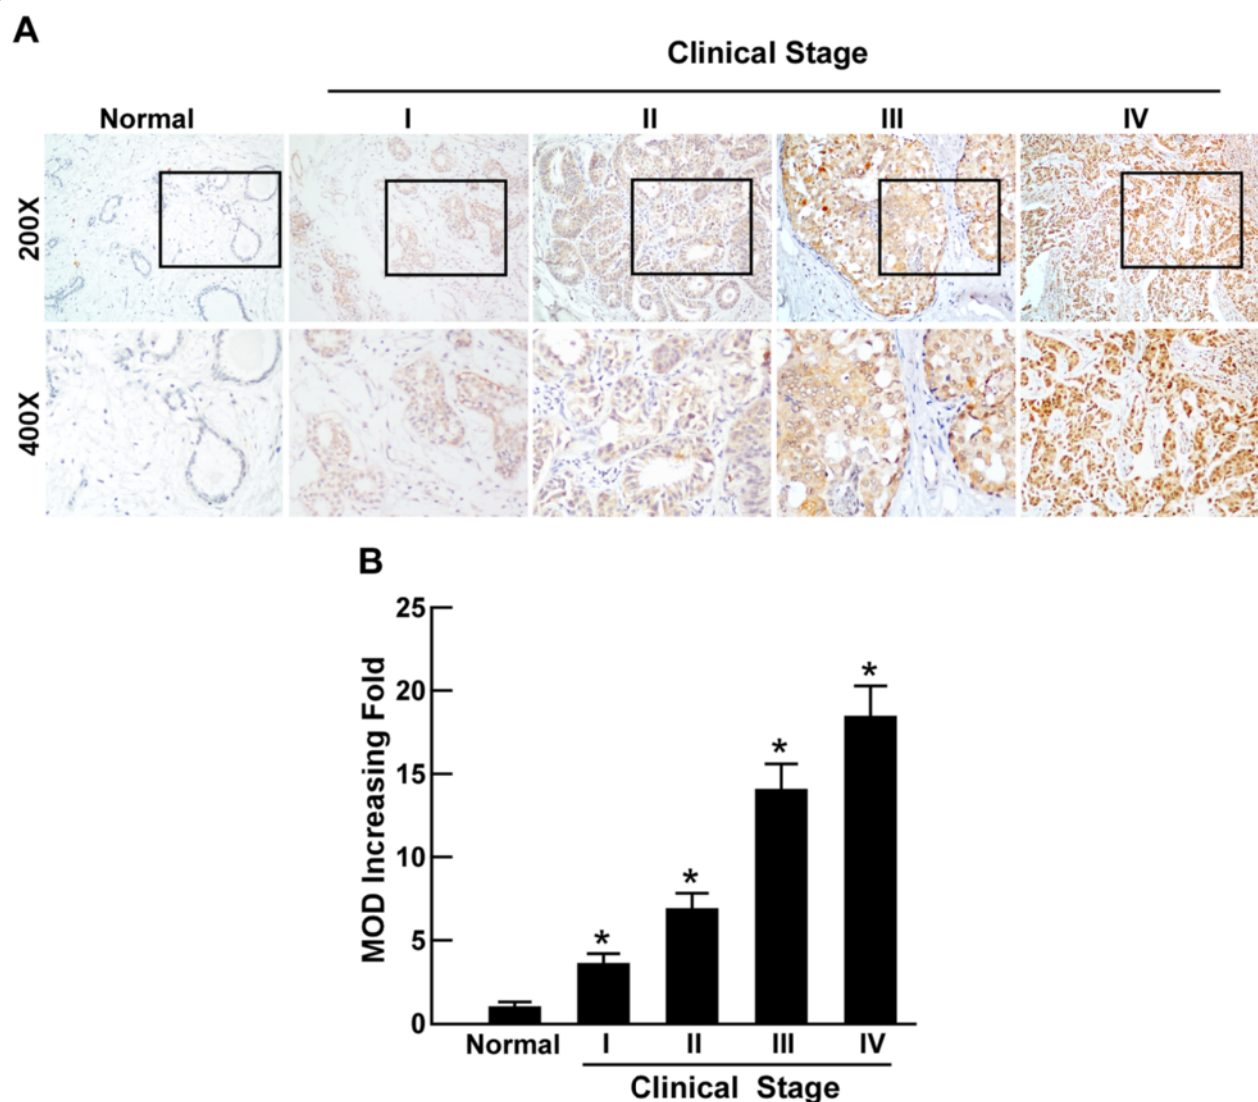 A
Clinical Stage
Normal I II III IV
200X
400X
B
MOD Increasing Fold
25
20
15
10
5
0
* * * *
Normal I II III IV
Clinical Stage